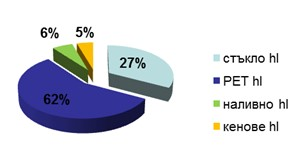 6%
5%
27%
62%
стъкло hl
PET hl
наливно hl
кенове hl